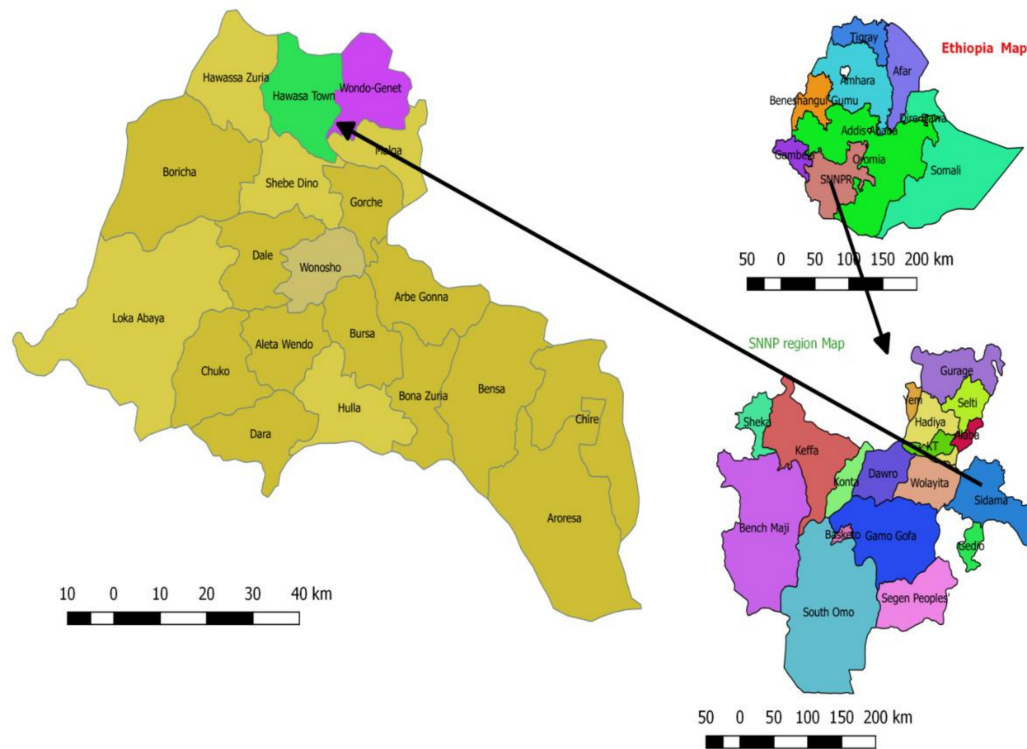 Hawassa Zuria
Hawasa Town
Wondo-Genet
Malga
Boricha
Shebe Dino
Gorche
Dale
Wonosho
Arbe Gonna
Loka Abaya
Aleta Wendo
Bursa
Chuko
Hulla
Bona Zuria
Bensa
Chire
Dara
Aroresa
10 0 10 20 30 40 km
Ethiopia Map
Tigray
Afar
Amhara
Beneshangul Gumu
Addis Ababa
Dire Dawa
Gambela
Oromia
SNNPR
Somali
50 0 50 100 150 200 km
SNNP region Map
Gurage
Yem
Selti
Hadiya
Alaba
KT
Sheka
Keffa
Konta
Dawro
Wolayita
Sidama
Bench Maji
Basketo
Gamo Gofa
Gedio
South Omo
Segen Peoples'
50 0 50 100 150 200 km